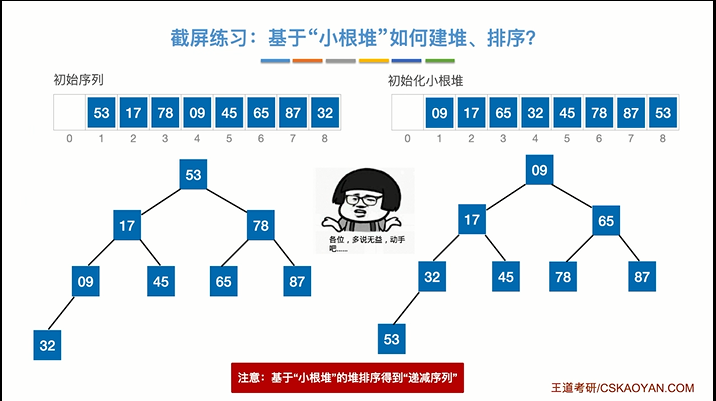 截屏练习：基于“小根堆”如何建堆、排序？
初始序列
53 17 78 09 45 65 87 32
0 1 2 3 4 5 6 7 8
53
17 78
09 45 65 87
32
各位，多说无益，动手
吧......
初始化小根堆
09 17 65 32 45 78 87 53
0 1 2 3 4 5 6 7 8
09
17 65
32 45 78 87
53
注意：基于“小根堆”的堆排序得到“递减序列”
王道考研/CSKAOYAN.COM